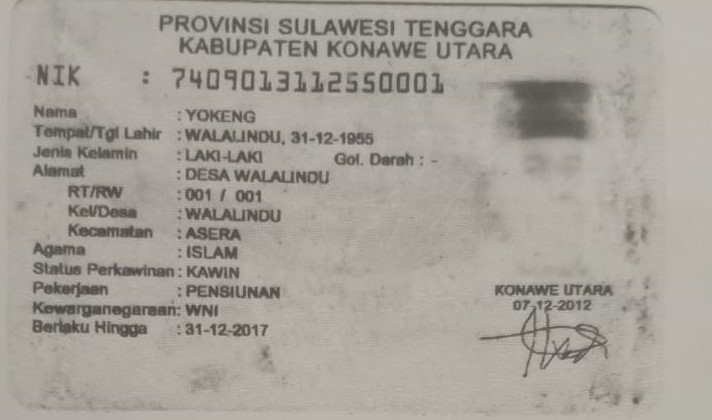 PROVINSI SULAWESI TENGGARA
KABUPATEN KONAWE UTARA
NIK : 7409013112550001
Nama : YOKENG
Tempat/Tgl Lahir : WALALINDU, 31-12-1955
Jenis Kelamin : LAKI-LAKI Gol. Darah : -
Alamat : DESA WALALINDU
RT/RW : 001 / 001
Kel/Desa : WALALINDU
Kecamatan : ASERA
Agama : ISLAM
Status Perkawinan : KAWIN
Pekerjaan : PENSIUNAN
Kewarganegaraan: WNI
Berlaku Hingga : 31-12-2017
KONAWE UTARA
07-12-2012